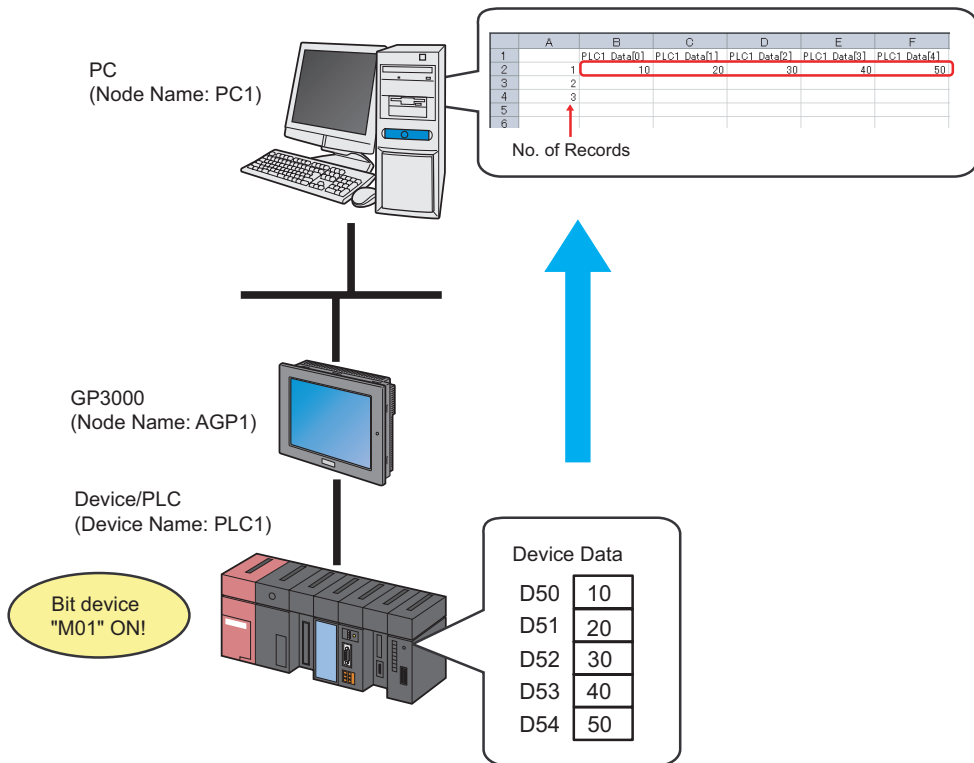 PC
(Node Name: PC1)
A B C D E F
1 PLC1_Data[0] PLC1_Data[1] PLC1_Data[2] PLC1_Data[3] PLC1_Data[4]
2 1 10 20 30 40 50
3 2
4 3
5
6
No. of Records
GP3000
(Node Name: AGP1)
Device/PLC
(Device Name: PLC1)
Bit device
"M01" ON!
Device Data
D50 10
D51 20
D52 30
D53 40
D54 50